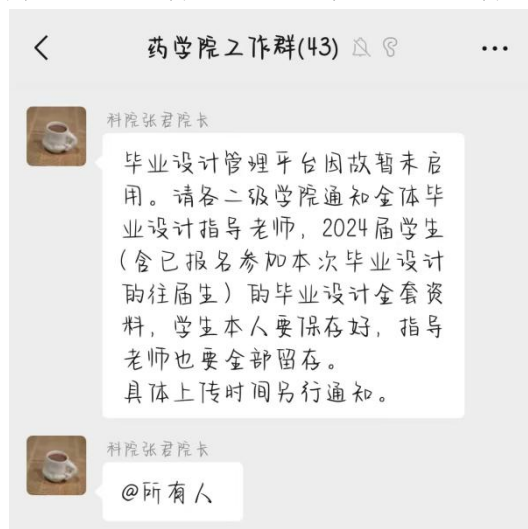 药学院工作群(43)
科院张君院长
毕业设计管理平台因故暂未启
用。请各二级学院通知全体毕
业设计指导老师，2024届学生
(含已报名参加本次毕业设计
的往届生）的毕业设计全套资
料，学生本人要保存好，指导
老师也要全部留存。
具体上传时间另行通知。
科院张君院长
@所有人